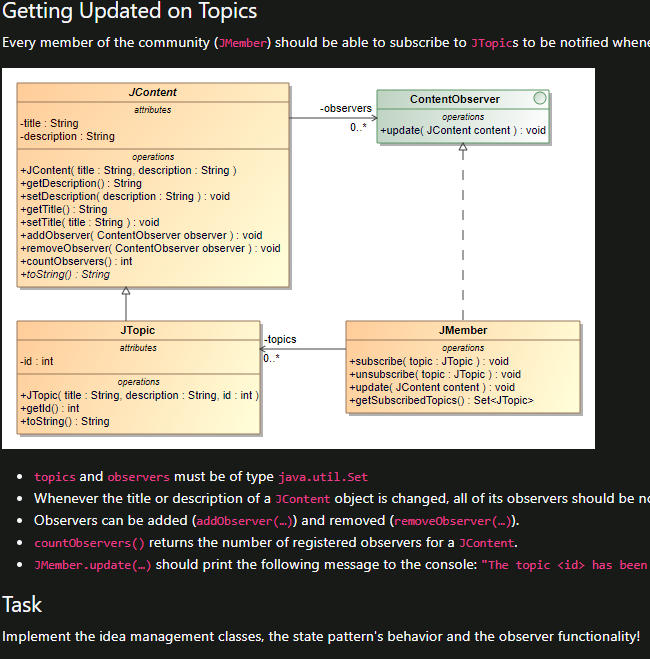 Getting Updated on Topics
Every member of the community (JMember) should be able to subscribe to JTopics to be notified
JContent
attributes
-title : String
-description : String
operations
+JContent( title : String, description : String )
+getDescription() : String
+setDescription( description : String ) : void
+getTitle() : String
+setTitle( title : String ) : void
+addObserver( ContentObserver observer ) : void
+removeObserver( ContentObserver observer ) : void
+countObservers() : int
+toString() : String
-observers
0..*
ContentObserver
operations
+update( JContent content ) : void
JTopic
attributes
-id : int
operations
+JTopic( title : String, description : String, id : int )
+getId() : int
+toString() : String
-topics
0..*
JMember
operations
+subscribe( topic : JTopic ) : void
+unsubscribe( topic : JTopic ) : void
+update( JContent content ) : void
+getSubscribedTopics() : Set<JTopic>
• topics and observers must be of type java.util.Set
• Whenever the title or description of a JContent object is changed, all of its observers should be
• Observers can be added (addObserver(…)) and removed (removeObserver(…)).
• countObservers() returns the number of registered observers for a JContent.
• JMember.update(…) should print the following message to the console: "The topic <id> has been
Task
Implement the idea management classes, the state pattern's behavior and the observer functionality!